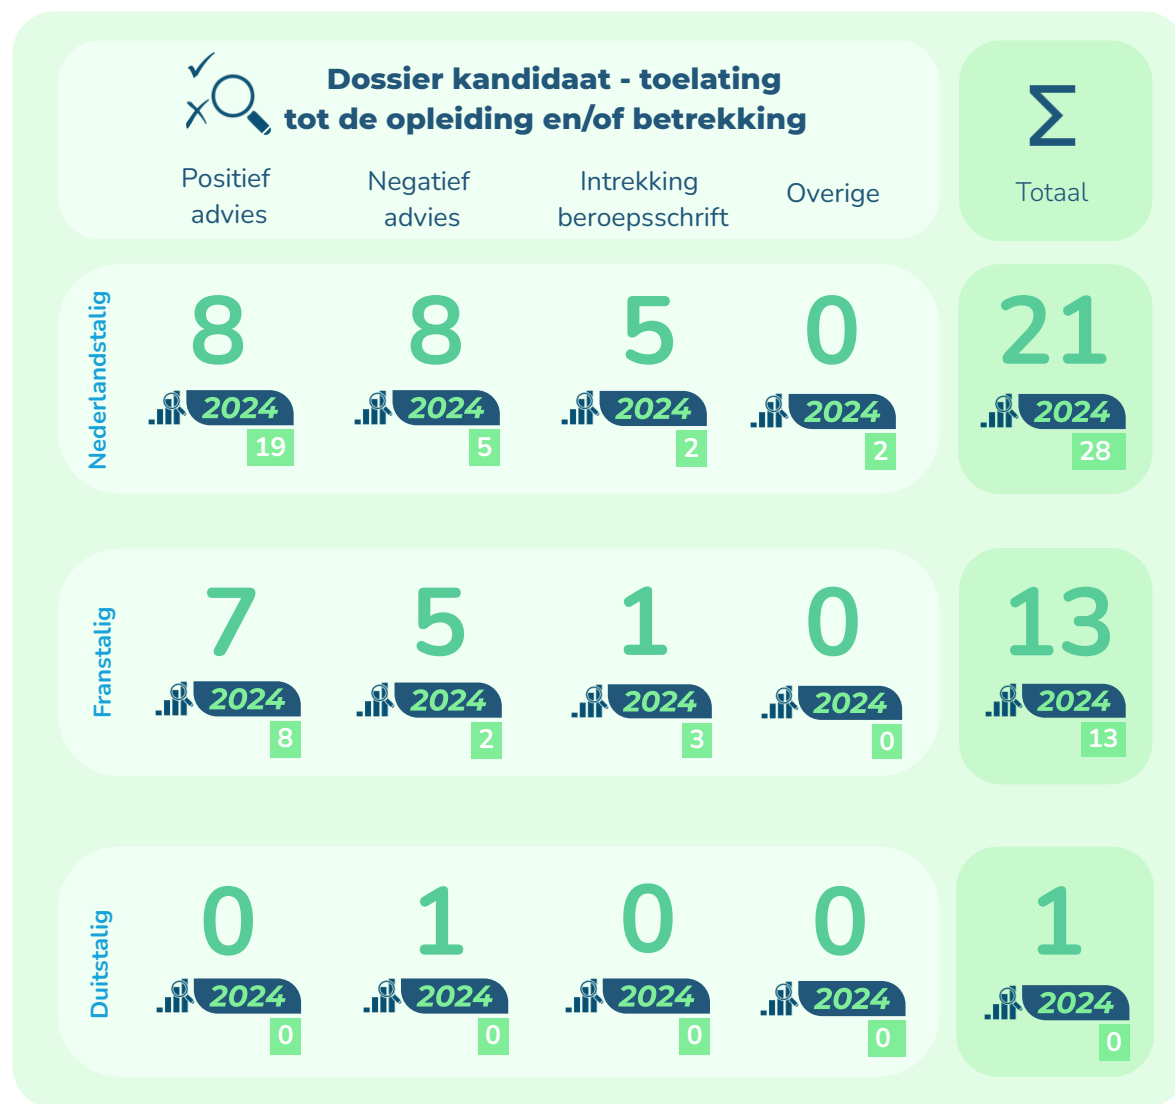 Dossier kandidaat - toelating
tot de opleiding en/of betrekking
Positief
advies
Negatief
advies
Intrekking
beroepsschrift
Overige
Σ
Totaal
Nederlandstalig
8 8 5 0 21
2024 2024 2024 2024 2024
19 5 2 2 28
Franstalig
7 5 1 0 13
2024 2024 2024 2024 2024
8 2 3 0 13
Duitstalig
0 1 0 0 1
2024 2024 2024 2024 2024
0 0 0 0 0